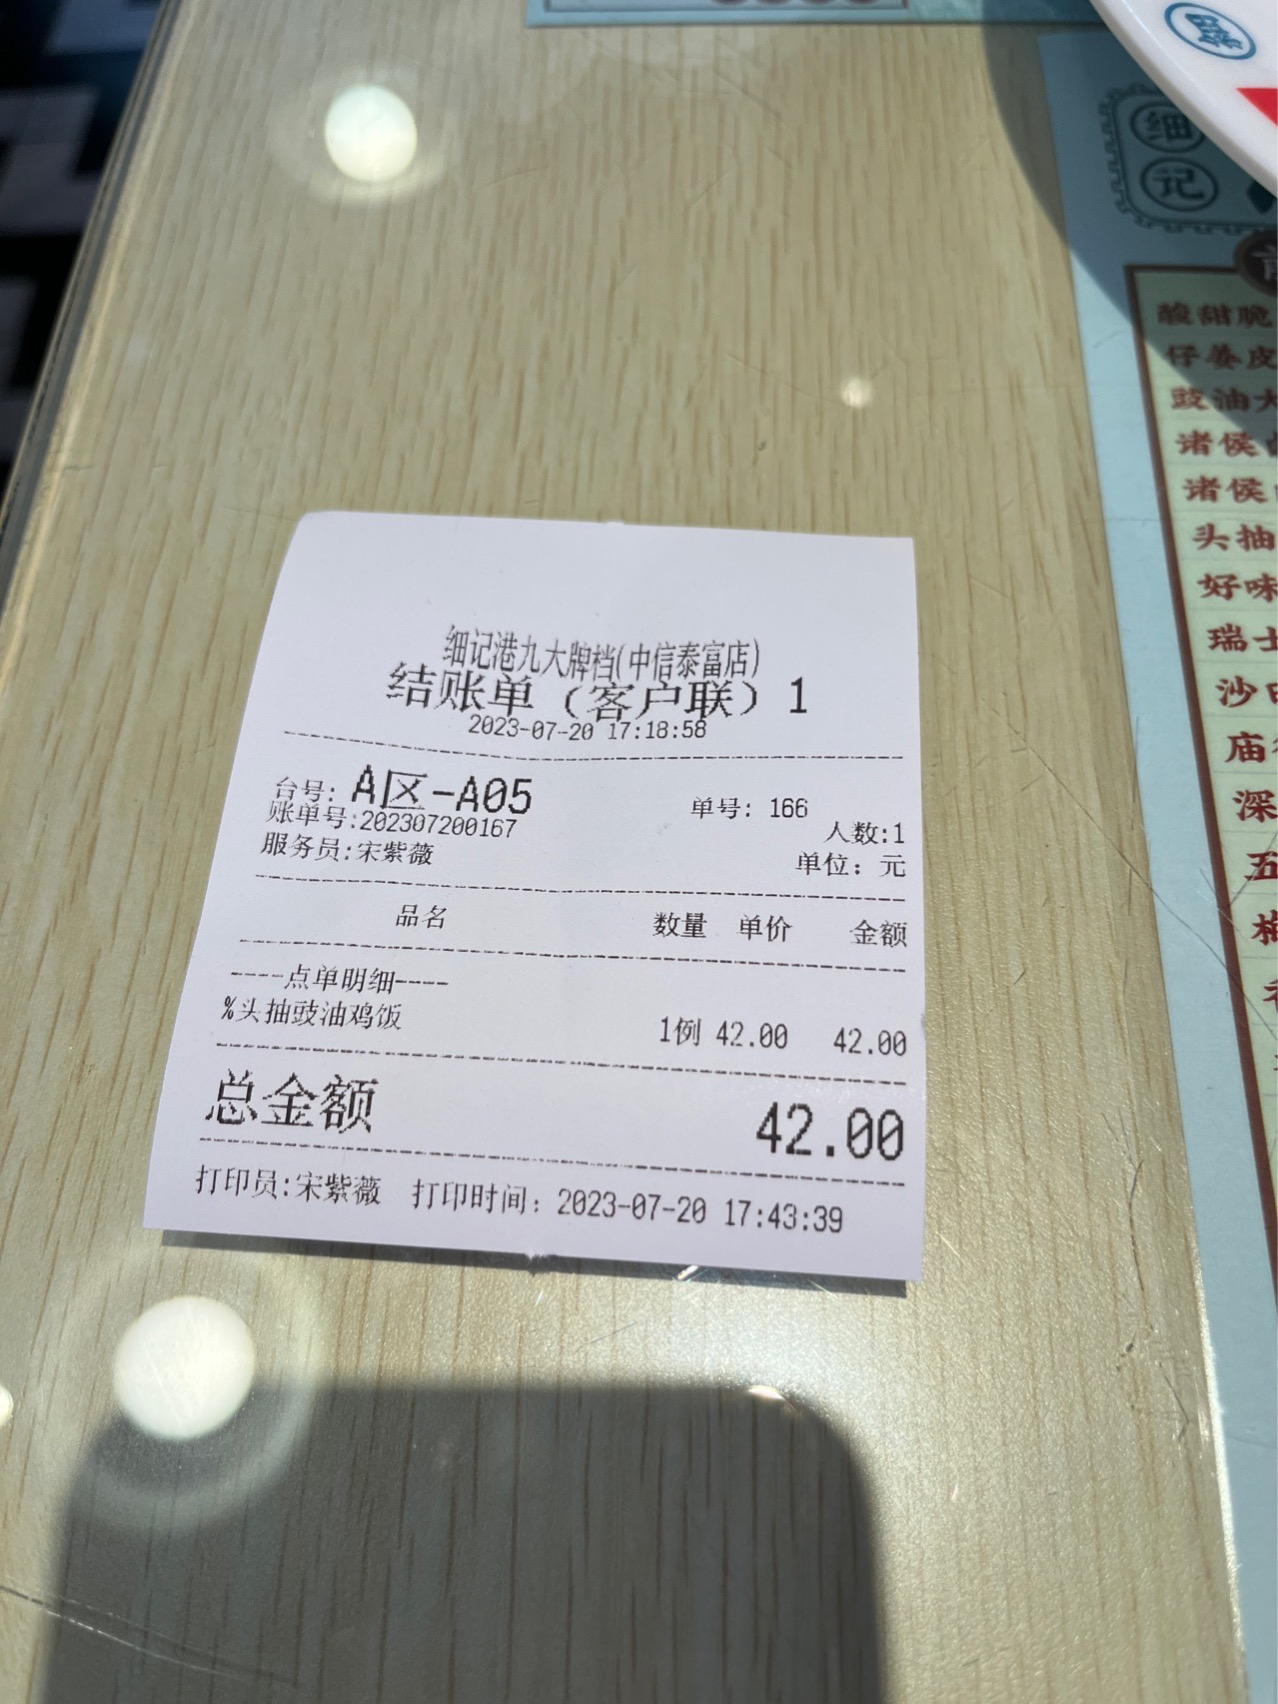 细记港九大牌档(中信泰富店)
结账单（客户联）1
2023-07-20 17:18:58
台号: A区-A05 单号: 166
账单号:202307200167 人数:1
服务员:宋紫薇 单位: 元
品名 数量 单价 金额
----点单明细----
%头抽豉油鸡饭 1例 42.00 42.00
总金额 42.00
打印员:宋紫薇 打印时间: 2023-07-20 17:43:39
细
记
酸甜脆
仔姜皮
豉油大
诸侯
诸侯
头抽
好味
瑞士
沙田
庙
深
五